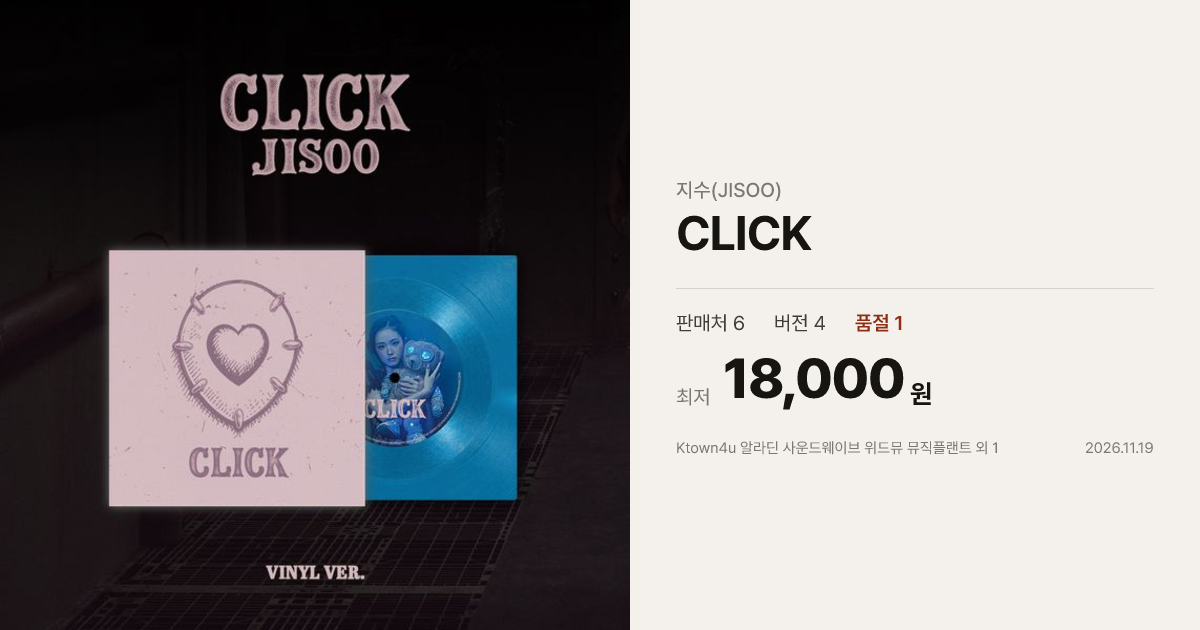 CLICK
JISOO
CLICK
CLICK
VINYL VER.
지수(JISOO)
CLICK
판매처 6 버전 4 품절 1
최저 18,000 원
Ktown4u 알라딘 사운드웨이브 위드뮤 뮤직플랜트 외 1 2026.11.19